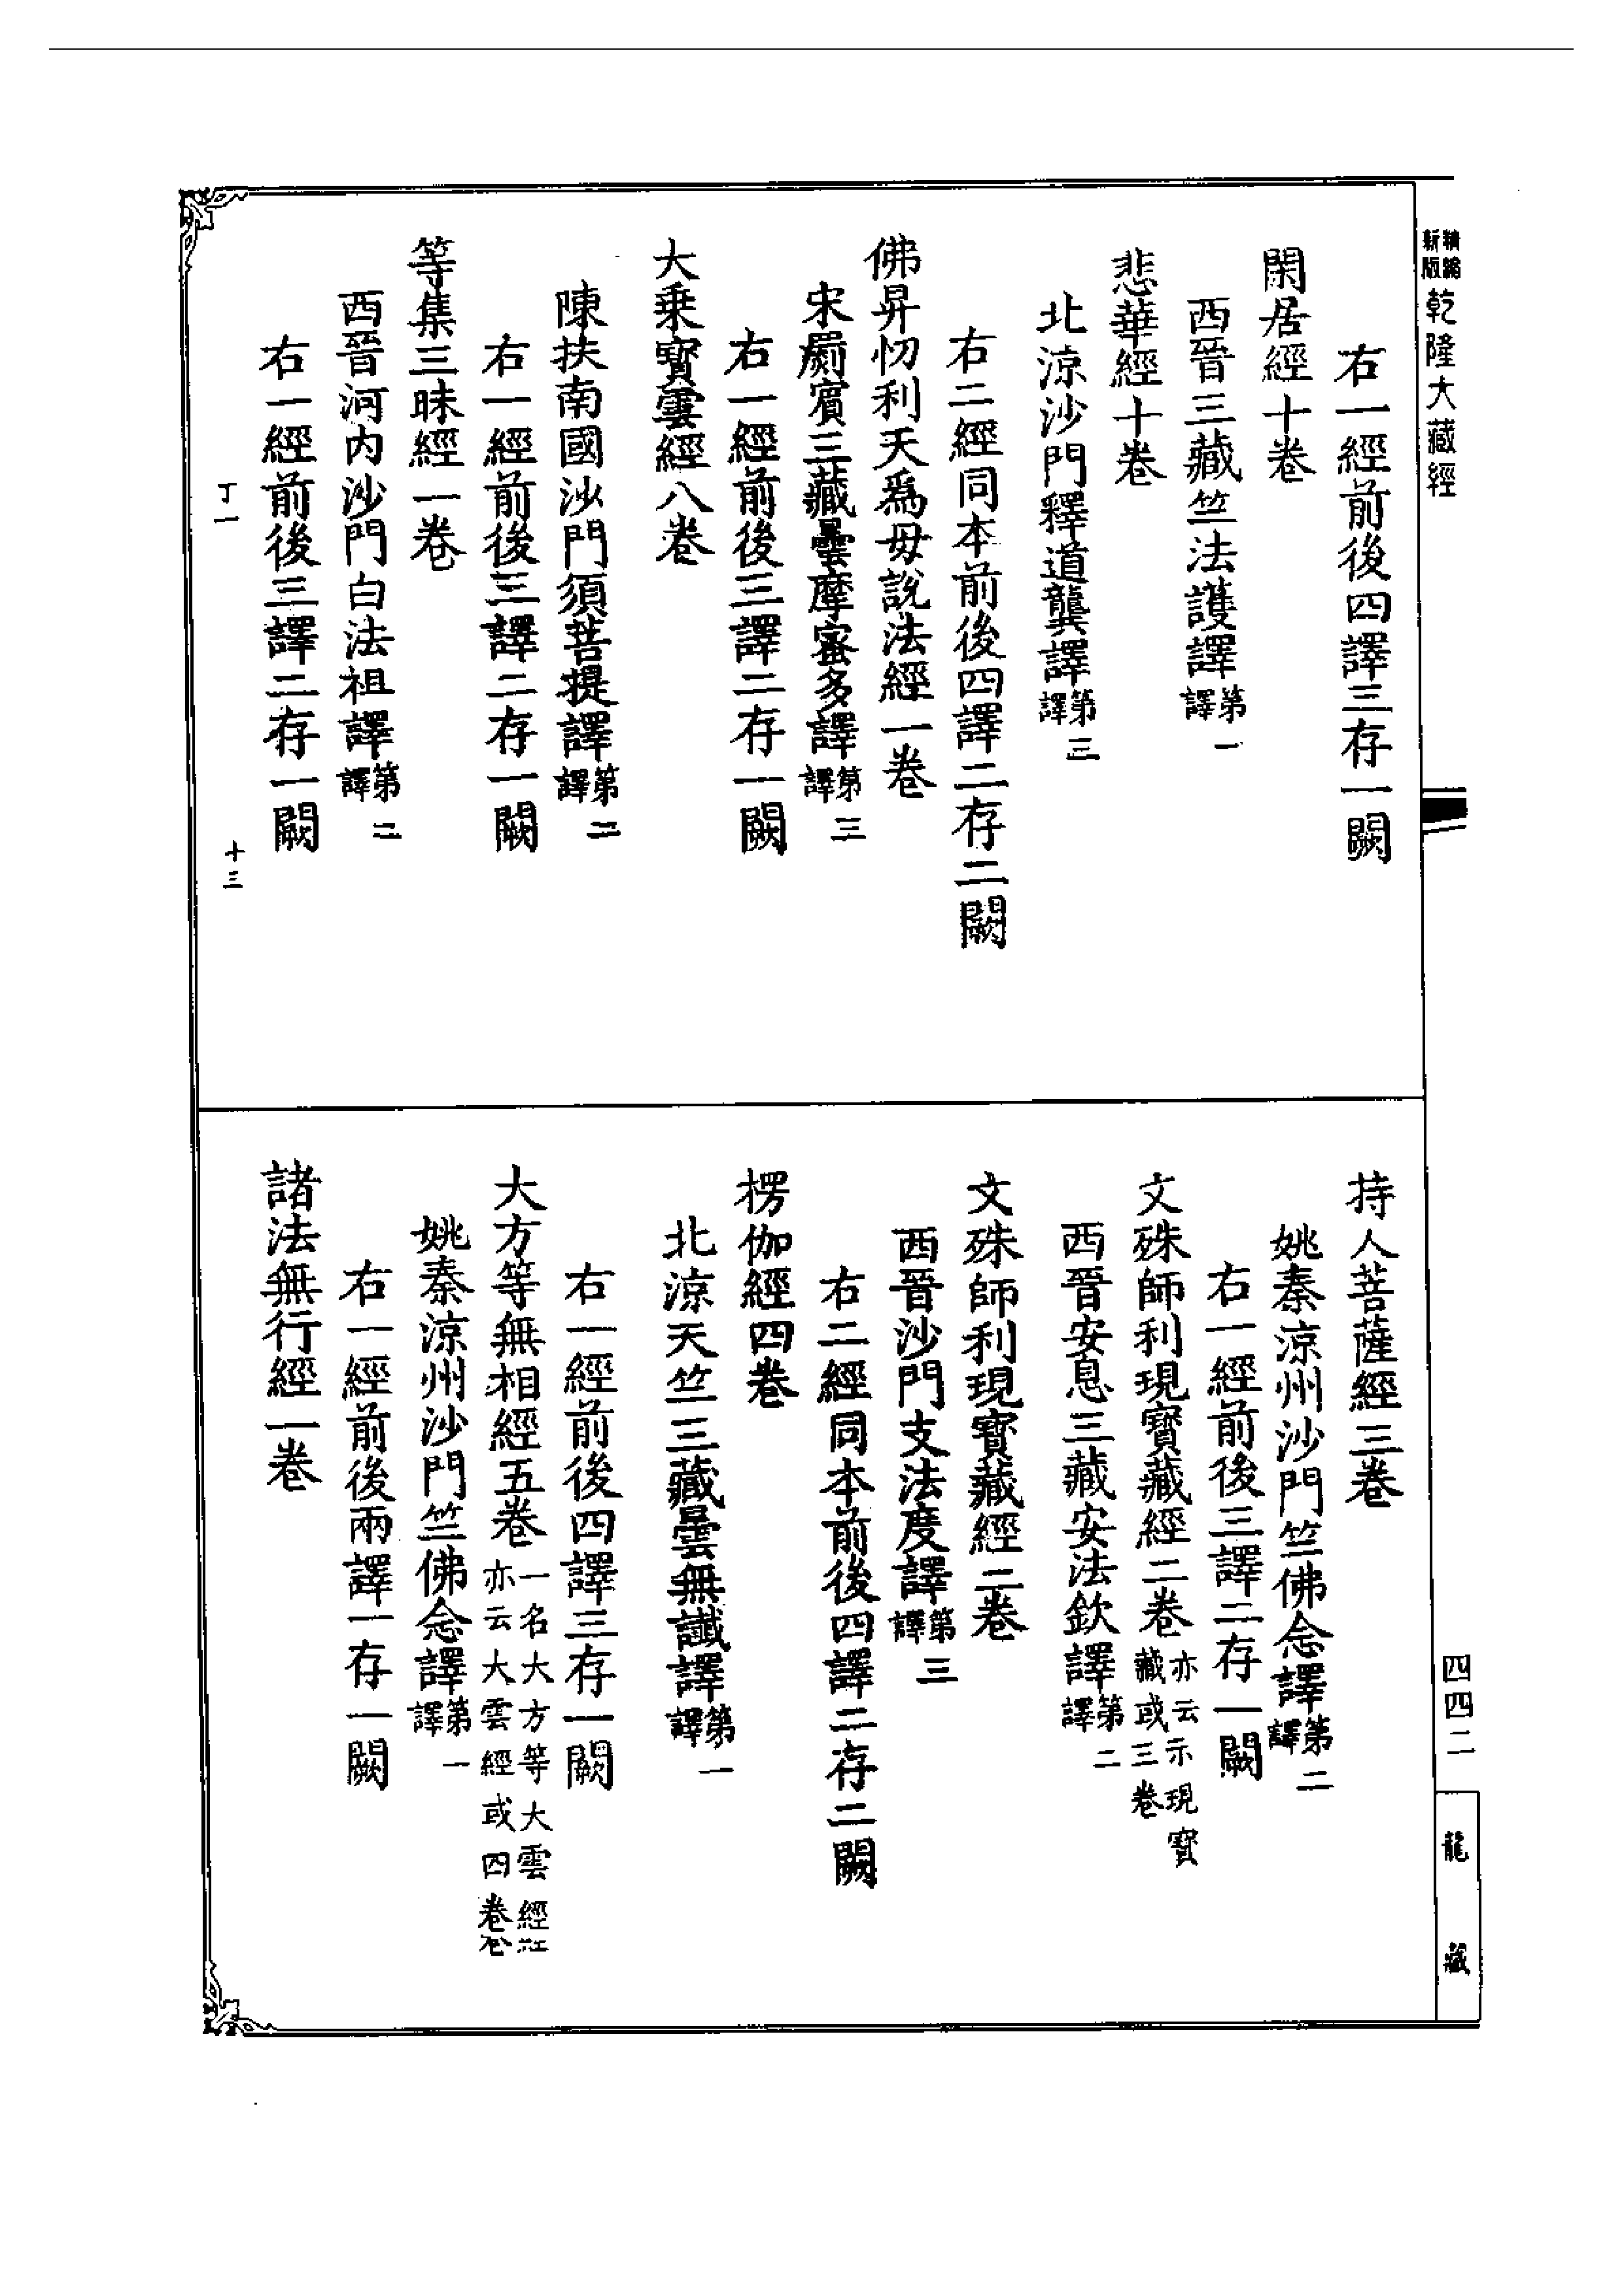 新版精縮乾隆大藏經
右一經前後四譯三存一闕
閑居經十卷
西晉三藏竺法護譯第一譯
悲華經十卷
北涼沙門釋道龔譯第三譯
右二經同本前後四譯二存二闕
佛昇忉利天爲母說法經一卷
宋罽賓三藏曇摩蜜多譯第三譯
右一經前後三譯二存一闕
大乗寶雲經八卷
陳扶南國沙門須菩提譯第二譯
右一經前後三譯二存一闕
等集三昧經一卷
西晉河內沙門白法祖譯第二譯
右一經前後三譯二存一闕
丁一 十三
持人菩薩經三卷
姚秦涼州沙門竺佛念譯第二譯
右一經前後三譯二存一闕
文殊師利現寶藏經二卷亦云示現寶藏或三卷
西晉安息三藏安法欽譯第二譯
文殊師利現寶藏經二卷
西晉沙門支法度譯第三譯
右二經同本前後四譯二存二闕
楞伽經四卷
北涼天竺三藏曇無讖譯第一譯
右一經前後四譯三存一闕
大方等無相經五卷一名大方等大雲經亦云大雲經或四卷
姚秦涼州沙門竺佛念譯第一譯
右一經前後兩譯一存一闕
諸法無行經一卷
四四二
龍藏